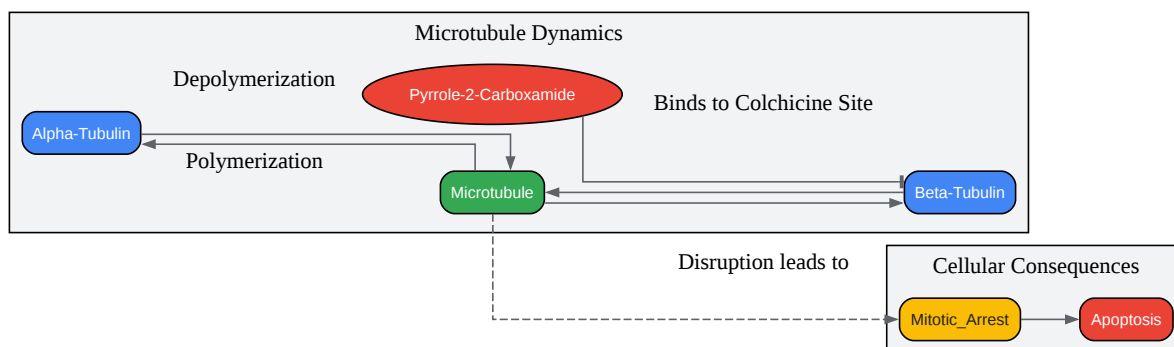 Microtubule Dynamics
Depolymerization
Pyrrole-2-Carboxamide
Binds to Colchicine Site
Alpha-Tubulin
Polymerization
Microtubule
Beta-Tubulin
Disruption leads to
Cellular Consequences
Mitotic_Arrest
Apoptosis